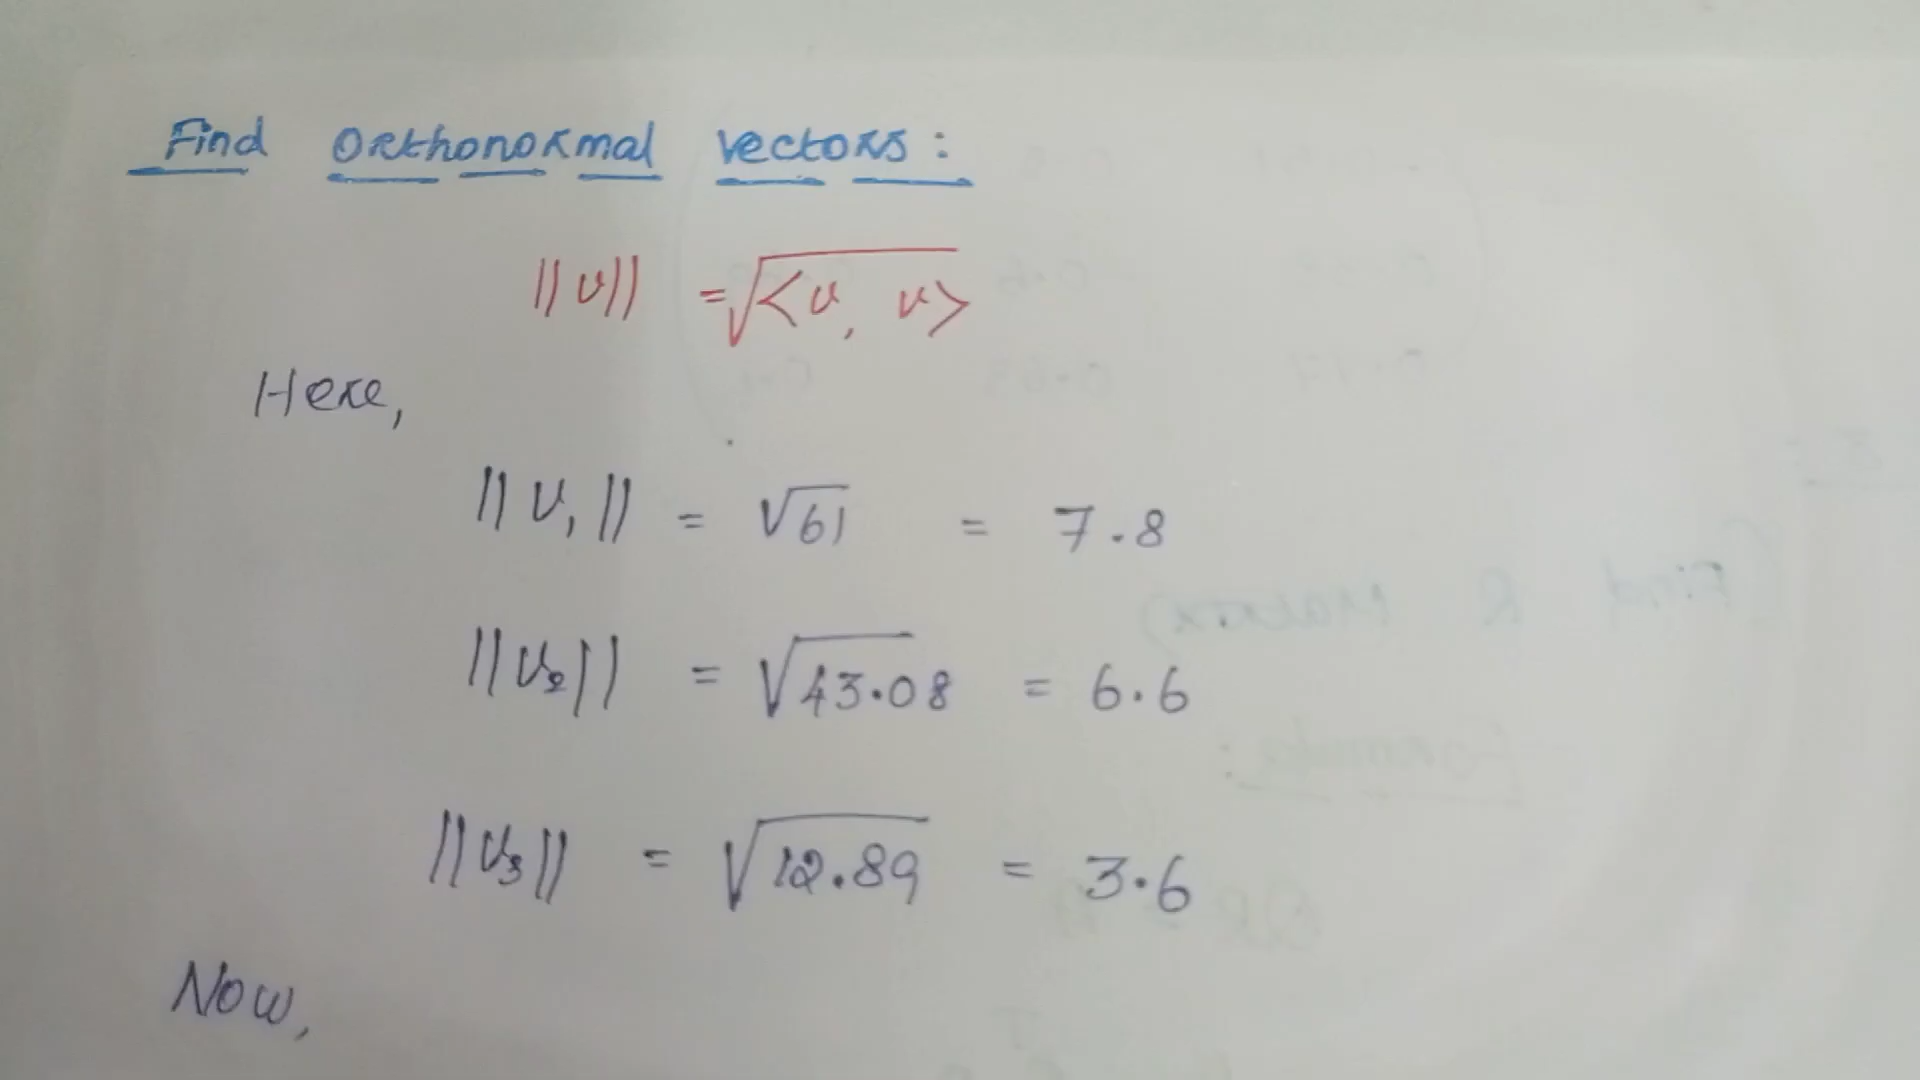 Find Orthonormal vectors:
||v|| = √<v, v>
Here,
||v₁|| = √61 = 7.8
||v₂|| = √43.08 = 6.6
||v₃|| = √12.89 = 3.6
Now,